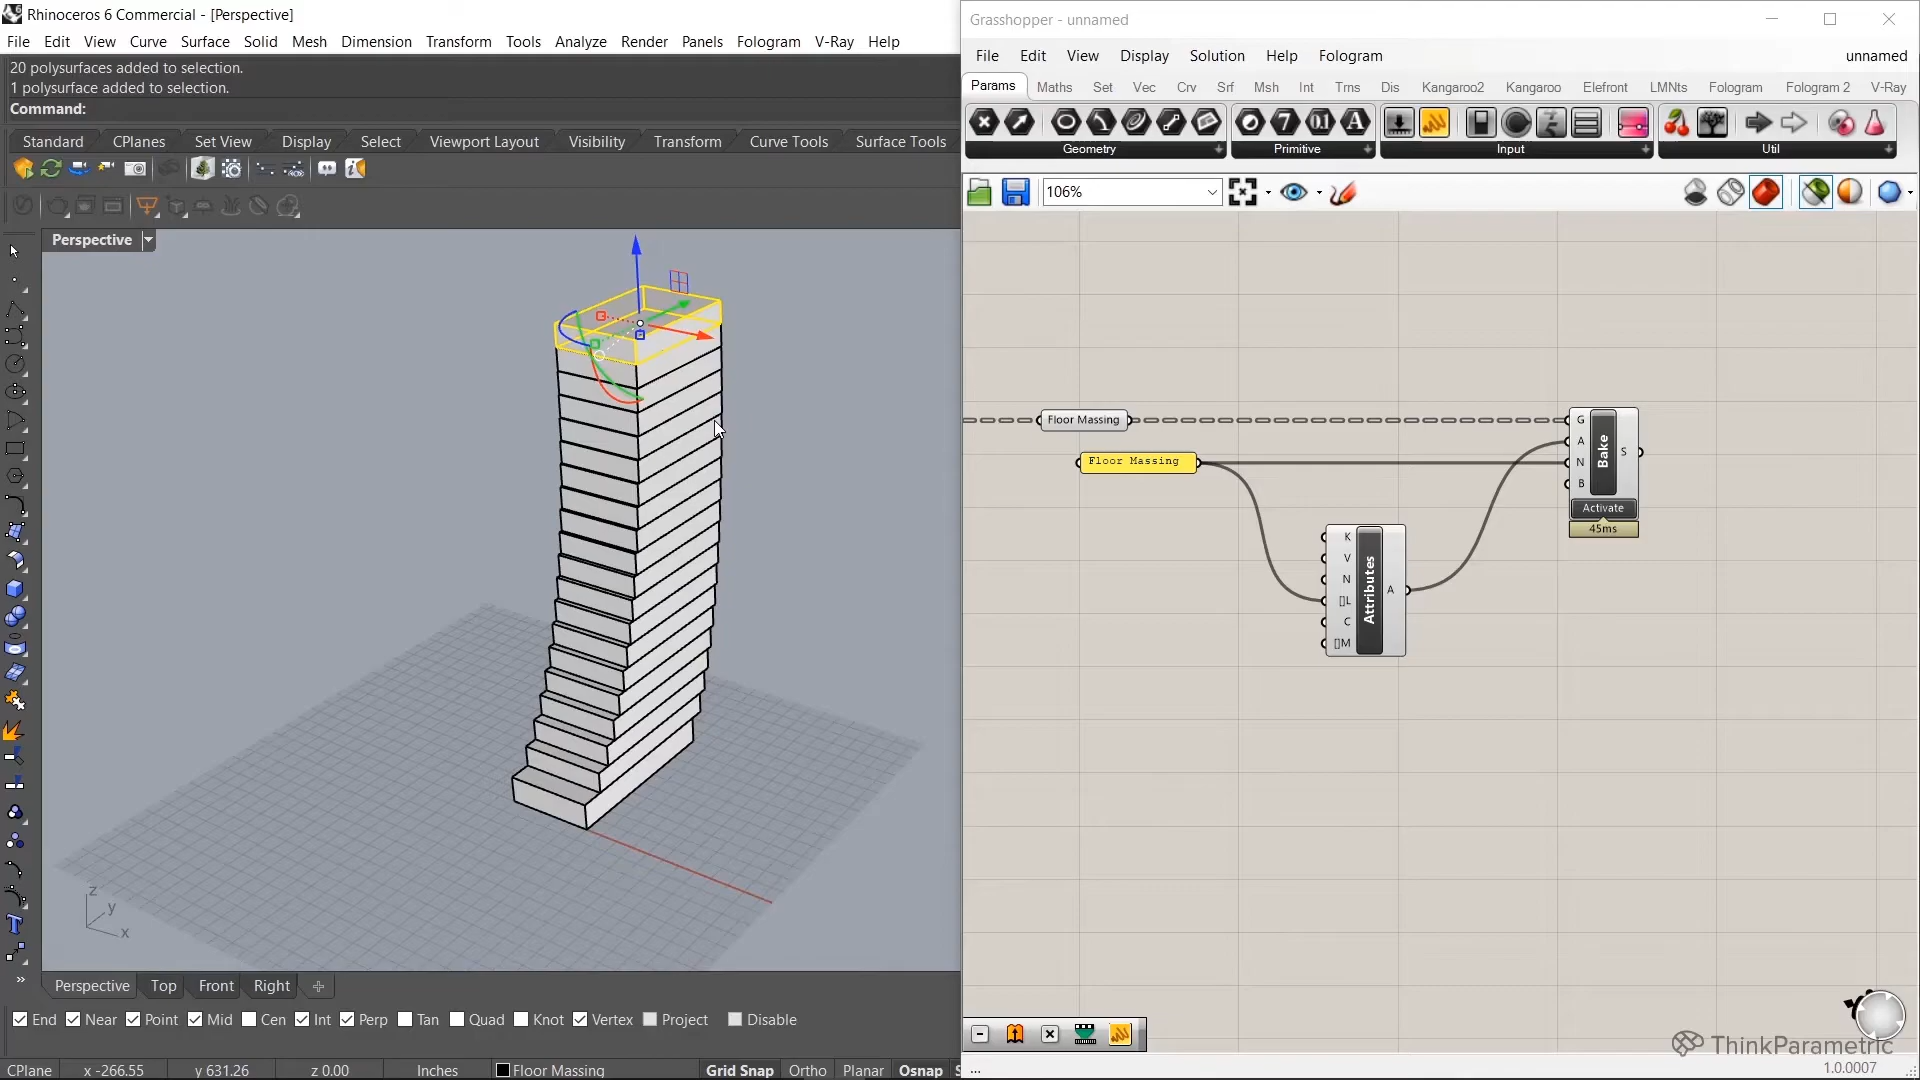 Rhinoceros 6 Commercial - [Perspective]
File Edit View Curve Surface Solid Mesh Dimension Transform Tools Analyze Render Panels Fologram V-Ray Help
20 polysurfaces added to selection.
1 polysurface added to selection.
Command:
Standard CPlanes Set View Display Select Viewport Layout Visibility Transform Curve Tools Surface Tools
Perspective
z
y
x
Perspective Top Front Right
End Near Point Mid Cen Int Perp Tan Quad Knot Vertex Project Disable
CPlane x -266.55 y 631.26 z 0.00 Inches Floor Massing Grid Snap Ortho Planar Osnap S
Grasshopper - unnamed
File Edit View Display Solution Help Fologram unnamed
Params Maths Set Vec Crv Srf Msh Int Trns Dis Kangaroo2 Kangaroo Elefront LMNts Fologram Fologram 2 V-Ray
Geometry Primitive Input Util
106%
Floor Massing
Floor Massing
G
A
N
B
Bake
S
Activate
45ms
K
V
N
[]L
C
[]M
Attributes
A
ThinkParametric
...
1.0.0007